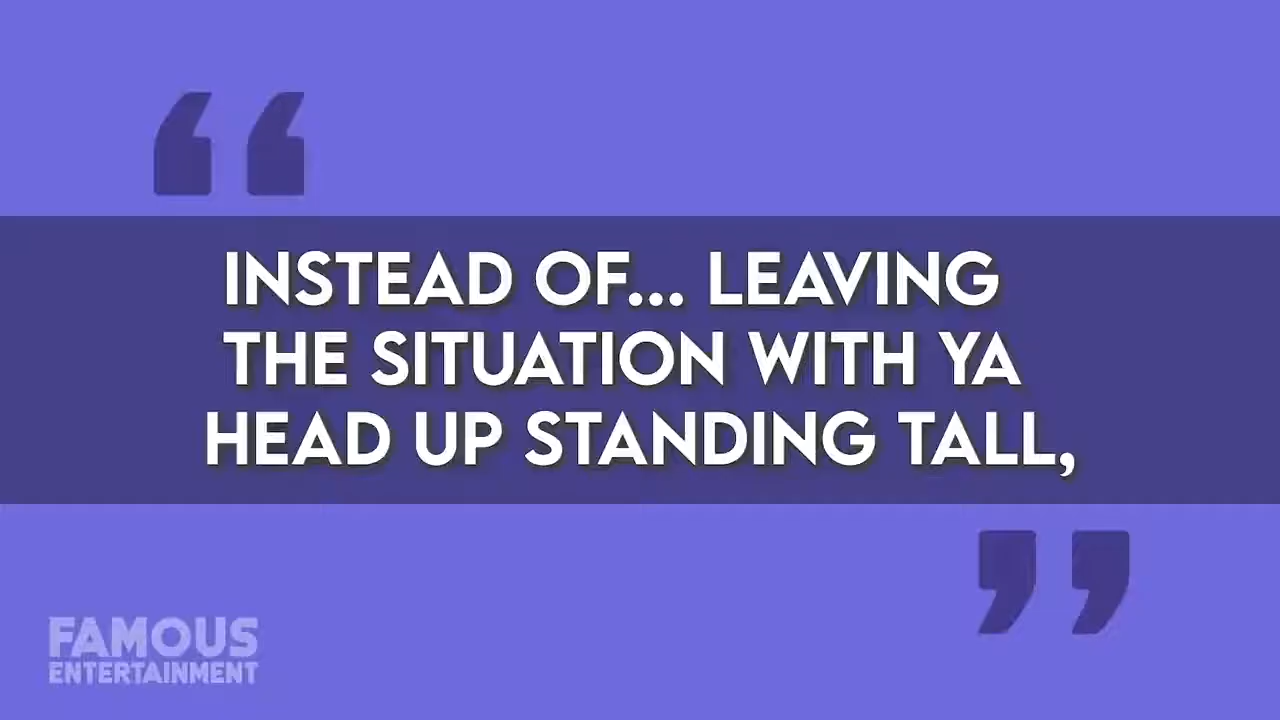 INSTEAD OF... LEAVING
THE SITUATION WITH YA
HEAD UP STANDING TALL,
FAMOUS
ENTERTAINMENT